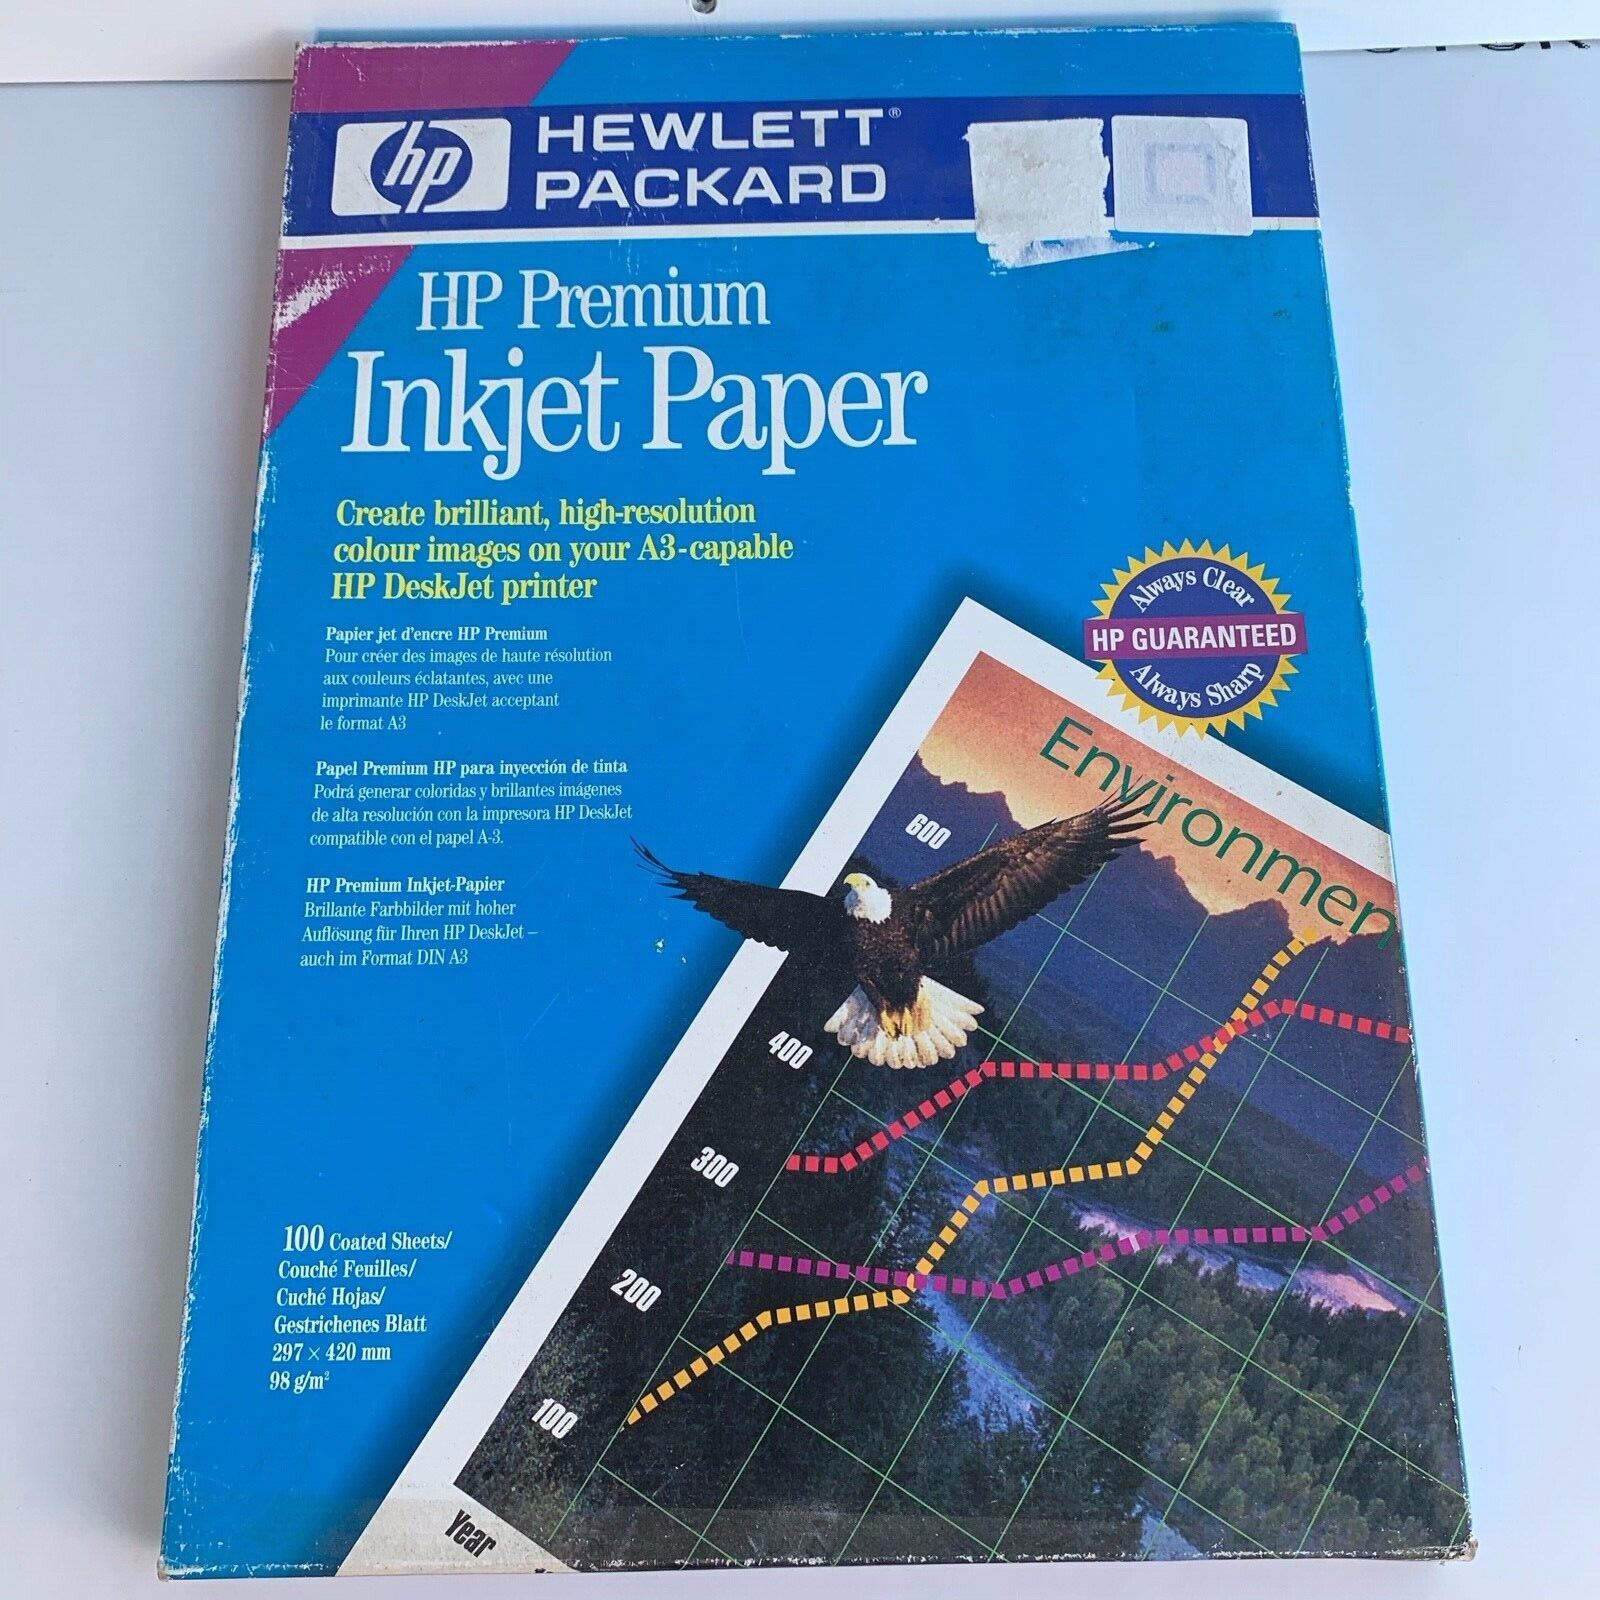 hp
HEWLETT®
PACKARD
HP Premium
Inkjet Paper
Create brilliant, high-resolution
colour images on your A3-capable
HP DeskJet printer
Papier jet d'encre HP Premium
Pour créer des images de haute résolution
aux couleurs éclatantes, avec une
imprimante HP DeskJet acceptant
le format A3
Papel Premium HP para inyección de tinta
Podrá generar coloridas y brillantes imágenes
de alta resolución con la impresora HP DeskJet
compatible con el papel A-3.
HP Premium Inkjet-Papier
Brillante Farbbilder mit hoher
Auflösung für Ihren HP DeskJet –
auch im Format DIN A3
Always Clear
HP GUARANTEED
Always Sharp
Environmen
600
400
300
200
100
Year
100 Coated Sheets/
Couché Feuilles/
Cuché Hojas/
Gestrichenes Blatt
297 × 420 mm
98 g/m²